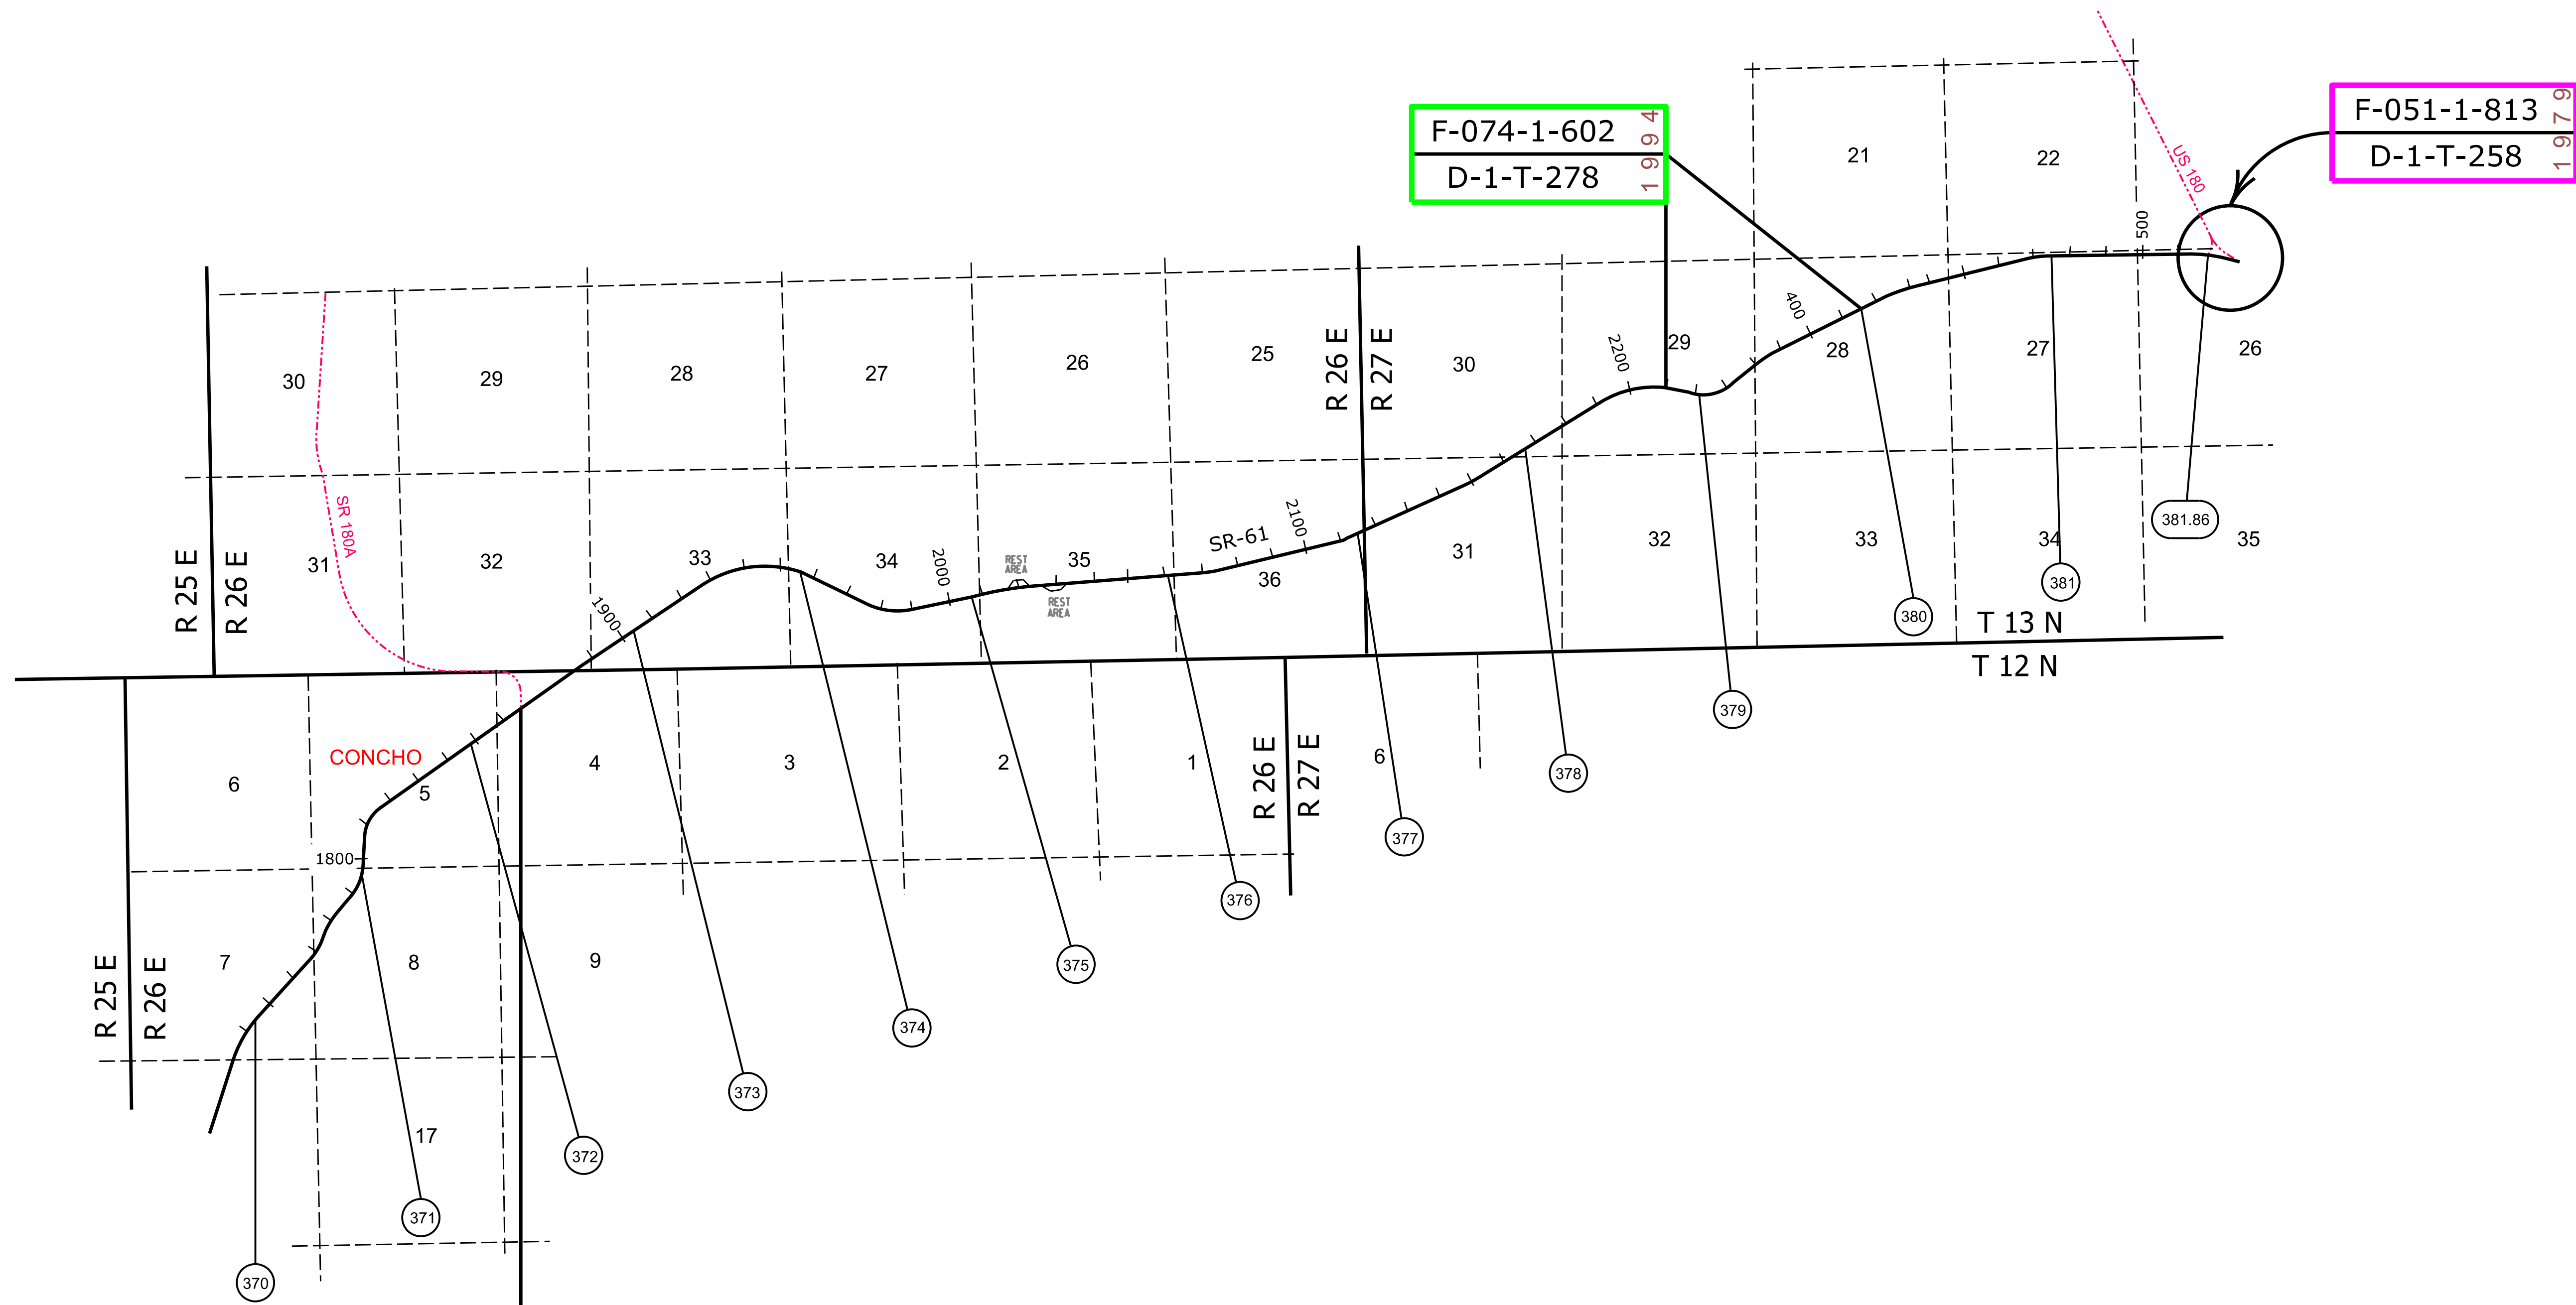 F-051-1-813
D-1-T-258
1979
F-074-1-602
D-1-T-278
1994
21
22
US 180
500
400
2200
29
28
27
26
30
29
28
27
26
25
R 26 E
R 27 E
30
SR 180A
R 25 E
R 26 E
31
32
33
34
2000
REST
AREA
35
REST
AREA
SR-61
2100
36
31
32
33
34
35
381.86
381
380
T 13 N
T 12 N
1900
379
CONCHO
6
5
4
3
2
1
R 26 E
R 27 E
6
378
377
1800
376
7
8
9
R 25 E
R 26 E
375
374
373
17
372
371
370